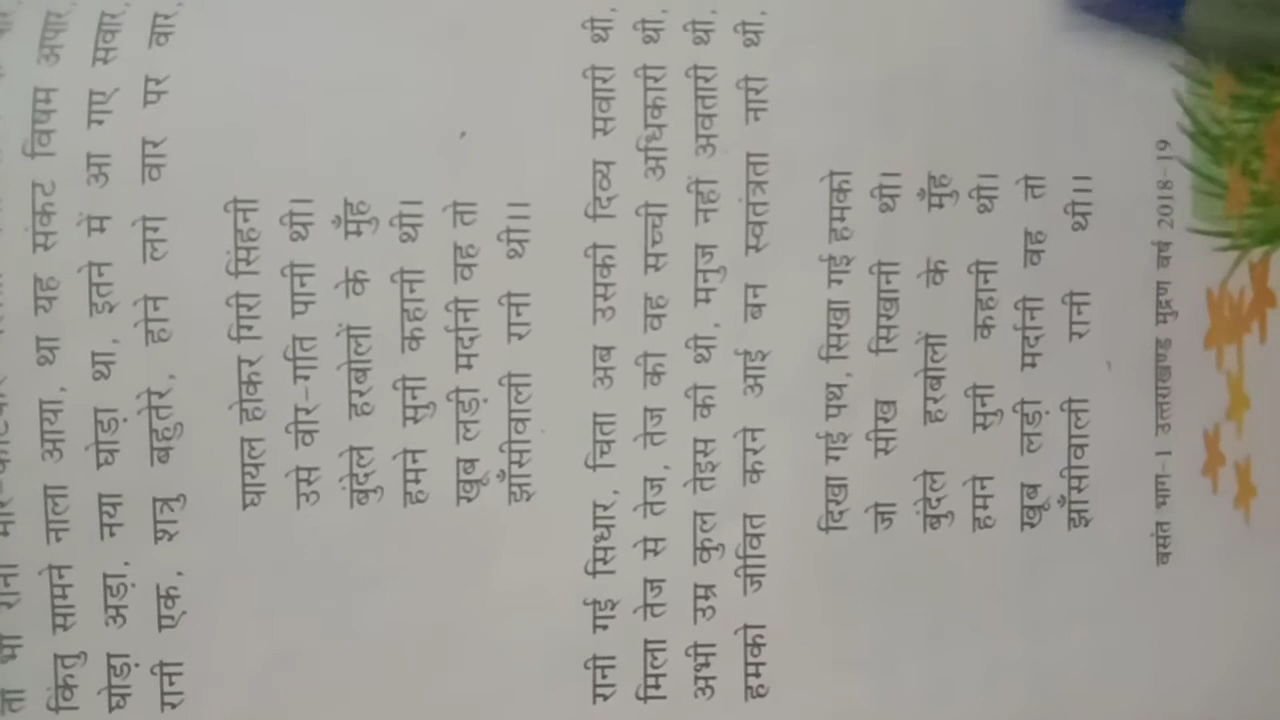 तो भी रानी मार-काटकर
किंतु सामने नाला आया, था यह संकट विषम अपार,
घोड़ा अड़ा, नया घोड़ा था, इतने में आ गए सवार,
रानी एक, शत्रु बहुतेरे, होने लगे वार पर वार,
घायल होकर गिरी सिंहनी
उसे वीर-गति पानी थी।
बुंदेले हरबोलों के मुँह
हमने सुनी कहानी थी।
खूब लड़ी मर्दानी वह तो
झाँसीवाली रानी थी।।
रानी गई सिधार, चिता अब उसकी दिव्य सवारी थी,
मिला तेज से तेज, तेज की वह सच्ची अधिकारी थी,
अभी उम्र कुल तेइस की थी, मनुज नहीं अवतारी थी,
हमको जीवित करने आई बन स्वतंत्रता नारी थी,
दिखा गई पथ, सिखा गई हमको
जो सीख सिखानी थी।
बुंदेले हरबोलों के मुँह
हमने सुनी कहानी थी।
खूब लड़ी मर्दानी वह तो
झाँसीवाली रानी थी।।
बसंत भाग-1 उत्तराखण्ड मुद्रण वर्ष 2018-19